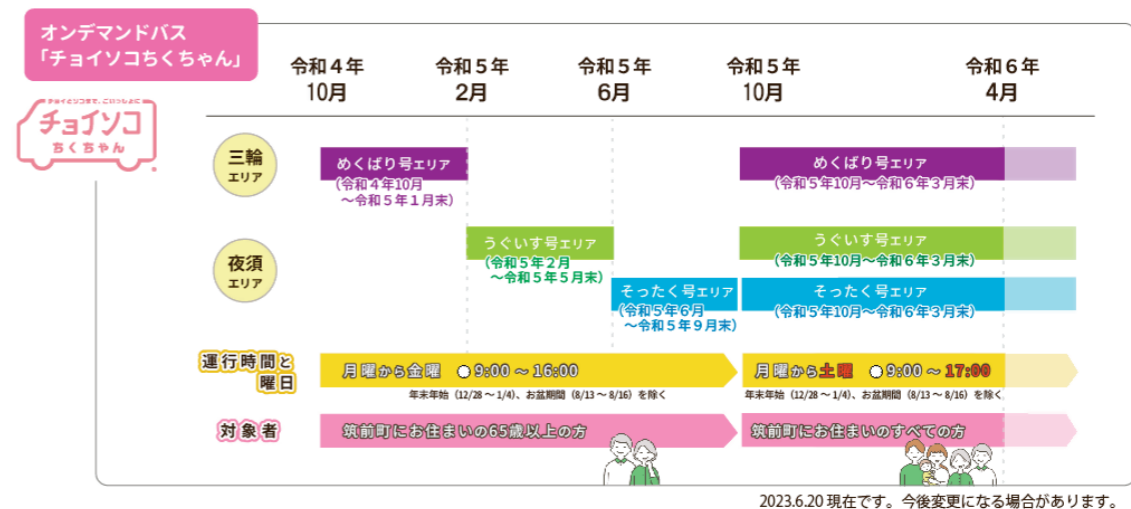 オンデマンドバス
「チョイソコちくちゃん」
チョイとソコまで、ごいっしょに
チョイソコ
ちくちゃん
令和4年
10月
令和5年
2月
令和5年
6月
令和5年
10月
令和6年
4月
三輪
エリア
めくばり号エリア
(令和4年10月
～令和5年1月末)
めくばり号エリア
(令和5年10月～令和6年3月末)
夜須
エリア
うぐいす号エリア
(令和5年2月
～令和5年5月末)
うぐいす号エリア
(令和5年10月～令和6年3月末)
そったく号エリア
(令和5年6月
～令和5年9月末)
そったく号エリア
(令和5年10月～令和6年3月末)
運行時間と
曜日
月曜から金曜 ○9:00 ～ 16:00
年末年始（12/28 ～ 1/4）、お盆期間（8/13 ～ 8/16）を除く
月曜から土曜 ○9:00 ～ 17:00
年末年始（12/28 ～ 1/4）、お盆期間（8/13 ～ 8/16）を除く
対象者
筑前町にお住まいの65歳以上の方
筑前町にお住まいのすべての方
2023.6.20 現在です。今後変更になる場合があります。